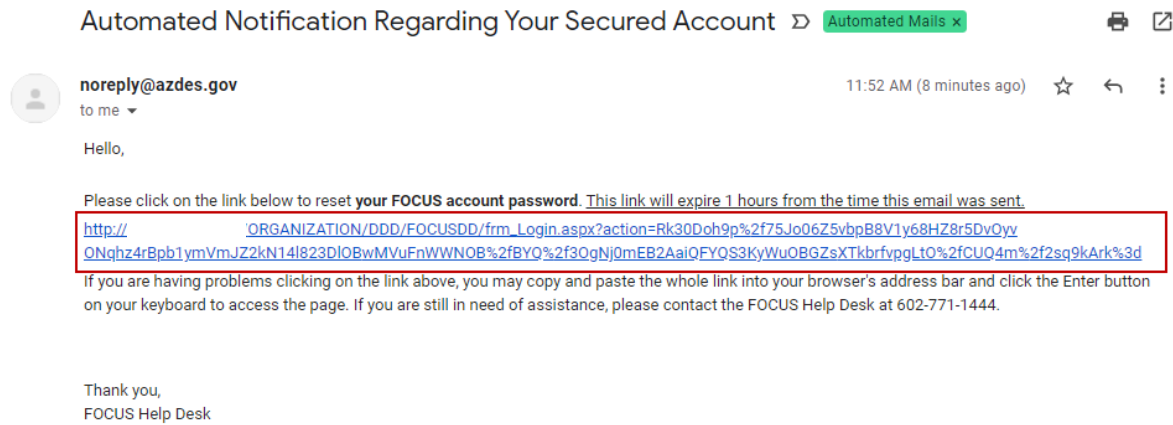 Automated Notification Regarding Your Secured Account Automated Mails ×
noreply@azdes.gov 11:52 AM (8 minutes ago)
to me
Hello,
Please click on the link below to reset your FOCUS account password. This link will expire 1 hours from the time this email was sent.
http:// 'ORGANIZATION/DDD/FOCUSDD/frm_Login.aspx?action=Rk30Doh9p%2f75Jo06Z5vbpB8V1y68HZ8r5DvOyv
ONqhz4rBpb1ymVmJZ2kN14l823DlOBwMVuFnWWNOB%2fBYQ%2f3OgNj0mEB2AaiQFYQS3KyWuOBGZsXTkbrfvpgLtO%2fCUQ4m%2f2sq9kArk%3d
If you are having problems clicking on the link above, you may copy and paste the whole link into your browser's address bar and click the Enter button
on your keyboard to access the page. If you are still in need of assistance, please contact the FOCUS Help Desk at 602-771-1444.
Thank you,
FOCUS Help Desk